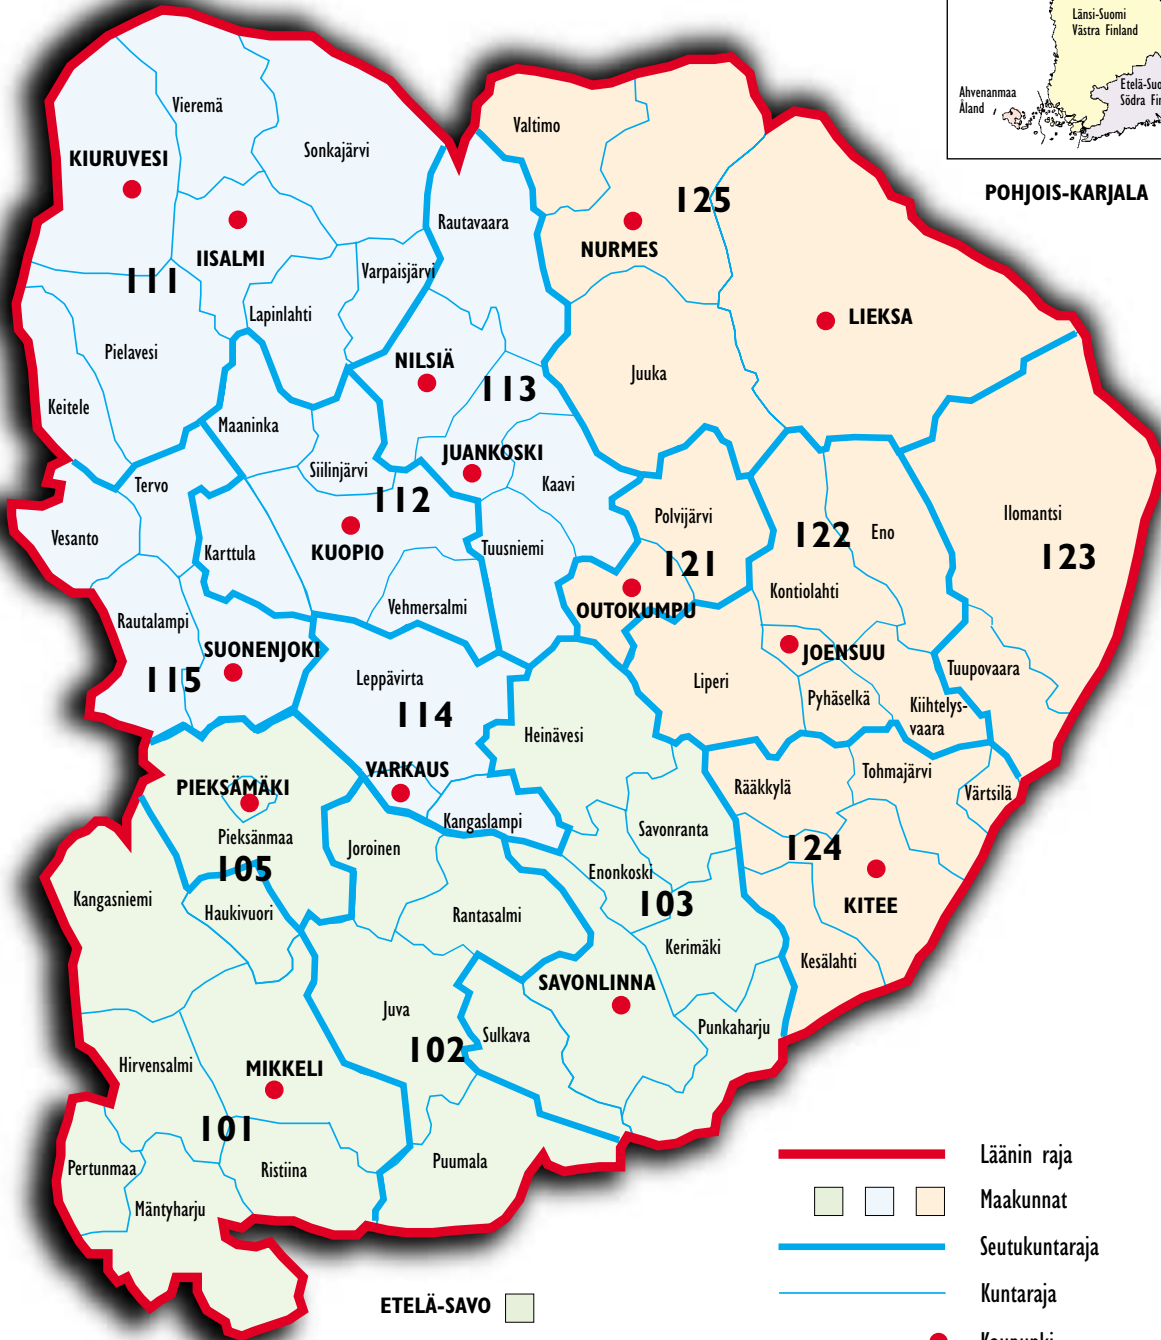 Länsi-Suomi
Västra Finland
Ahvenanmaa
Åland
Etelä-Suo
Södra Fin
POHJOIS-KARJALA
Vieremä
Sonkajärvi
KIURUVESI
IISALMI
111
Varpaisjärvi
Lapinlahti
Pielavesi
Keitele
Rautavaara
NILSIÄ
113
JUANKOSKI
Kaavi
Tuusniemi
Maaninka
Siilinjärvi
112
KUOPIO
Karttula
Vehmersalmi
Tervo
Vesanto
Rautalampi
SUONENJOKI
115
Leppävirta
114
VARKAUS
Kangaslampi
Valtimo
125
NURMES
LIEKSA
Juuka
Polvijärvi
121
OUTOKUMPU
122
Eno
Kontiolahti
JOENSUU
Liperi
Pyhäselkä
Kiihtelys-
vaara
Ilomantsi
123
Tuupovaara
Tohmajärvi
Värtsilä
Rääkkylä
124
KITEE
Kesälahti
Heinävesi
Savonranta
Enonkoski
103
Kerimäki
SAVONLINNA
Punkaharju
Sulkava
PIEKSÄMÄKI
Pieksänmaa
105
Joroinen
Rantasalmi
Juva
102
Puumala
Kangasniemi
Haukivuori
Hirvensalmi
MIKKELI
101
Ristiina
Pertunmaa
Mäntyharju
ETELÄ-SAVO
Läänin raja
Maakunnat
Seutukuntaraja
Kuntaraja
Kaupunki